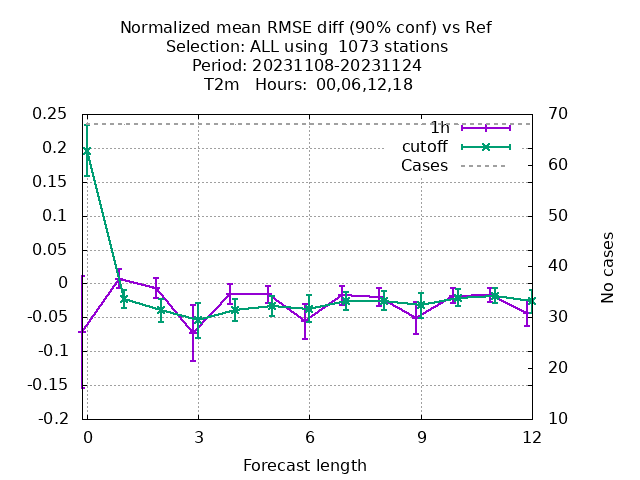 Normalized mean RMSE diff (90% conf) vs Ref
Selection: ALL using  1073 stations
Period: 20231108-20231124
T2m   Hours:  00,06,12,18
1h
cutoff
Cases
0.25
0.2
0.15
0.1
0.05
0
-0.05
-0.1
-0.15
-0.2
70
60
50
40
30
20
10
No cases
0 3 6 9 12
Forecast length